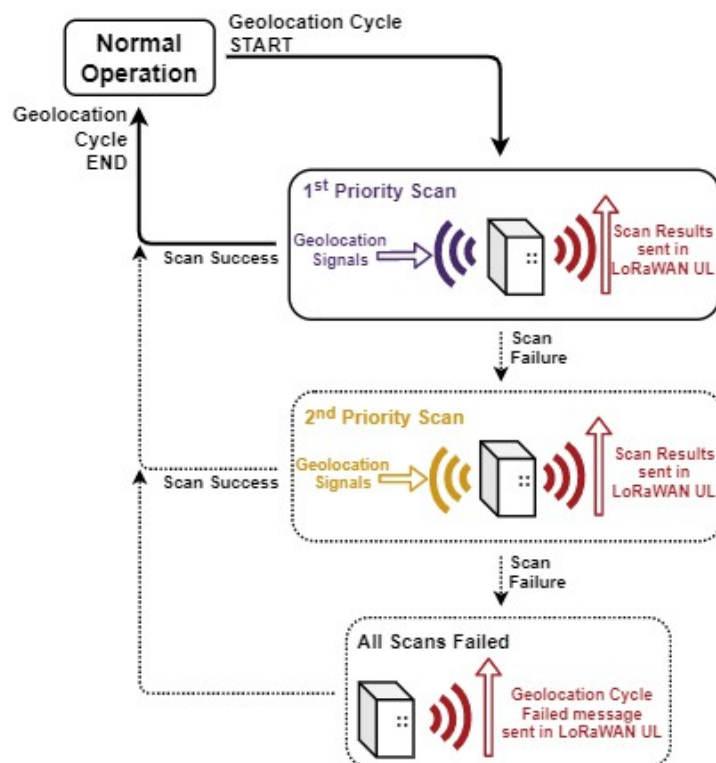 Geolocation Cycle
START
Normal
Operation
Geolocation
Cycle
END
1st Priority Scan
Geolocation
Signals
Scan Results
sent in
LoRaWAN UL
Scan Success
Scan
Failure
2nd Priority Scan
Geolocation
Signals
Scan Results
sent in
LoRaWAN UL
Scan Success
Scan
Failure
All Scans Failed
Geolocation Cycle
Failed message
sent in LoRaWAN UL